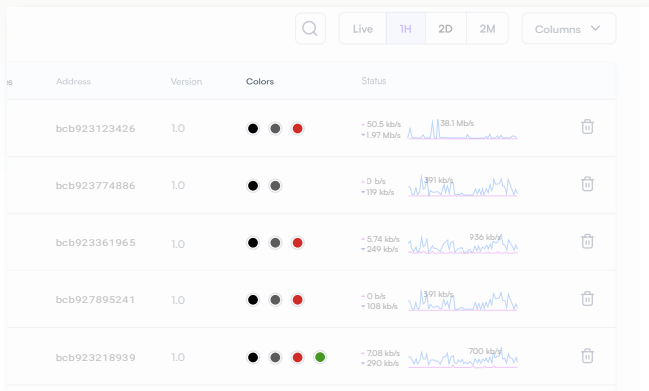 Live 1H 2D 2M Columns
es Address Version Colors Status
bcb923123426 1.0 50.5 kb/s 1.97 Mb/s 38.1 Mb/s
bcb923774886 1.0 0 b/s 119 kb/s 391 kb/s
bcb923361965 1.0 5.74 kb/s 249 kb/s 936 kb/s
bcb927895241 1.0 0 b/s 108 kb/s 391 kb/s
bcb923218939 1.0 7.08 kb/s 290 kb/s 700 kb/s